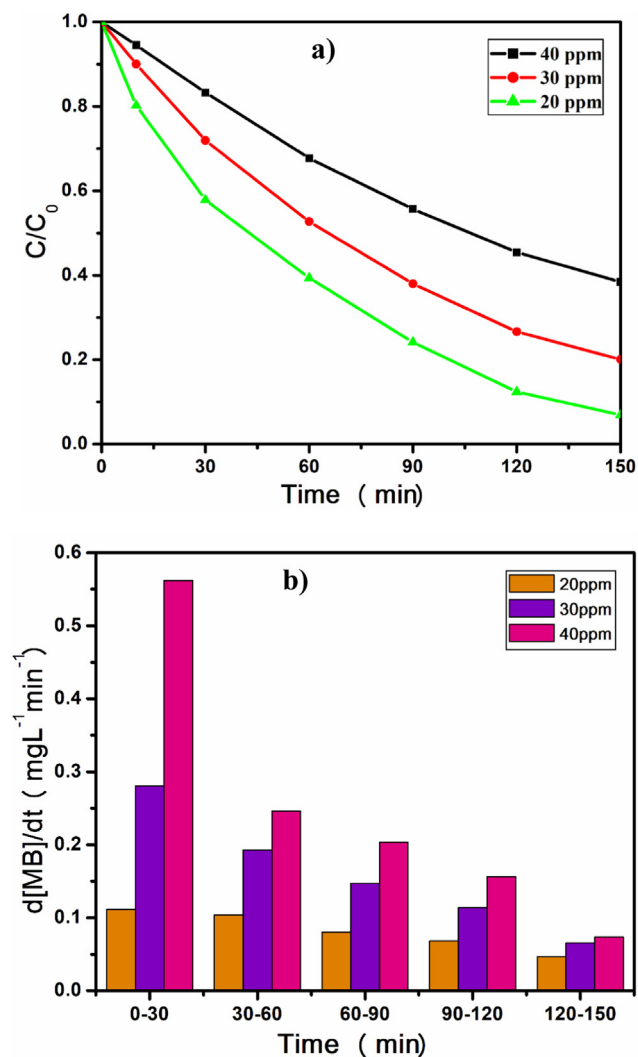 a)
40 ppm
30 ppm
20 ppm
C/C₀
1.0
0.8
0.6
0.4
0.2
0.0
0 30 60 90 120 150
Time ( min)
b)
20ppm
30ppm
40ppm
d[MB]/dt ( mgL⁻¹min⁻¹)
0.6
0.5
0.4
0.3
0.2
0.1
0.0
0-30 30-60 60-90 90-120 120-150
Time ( min)